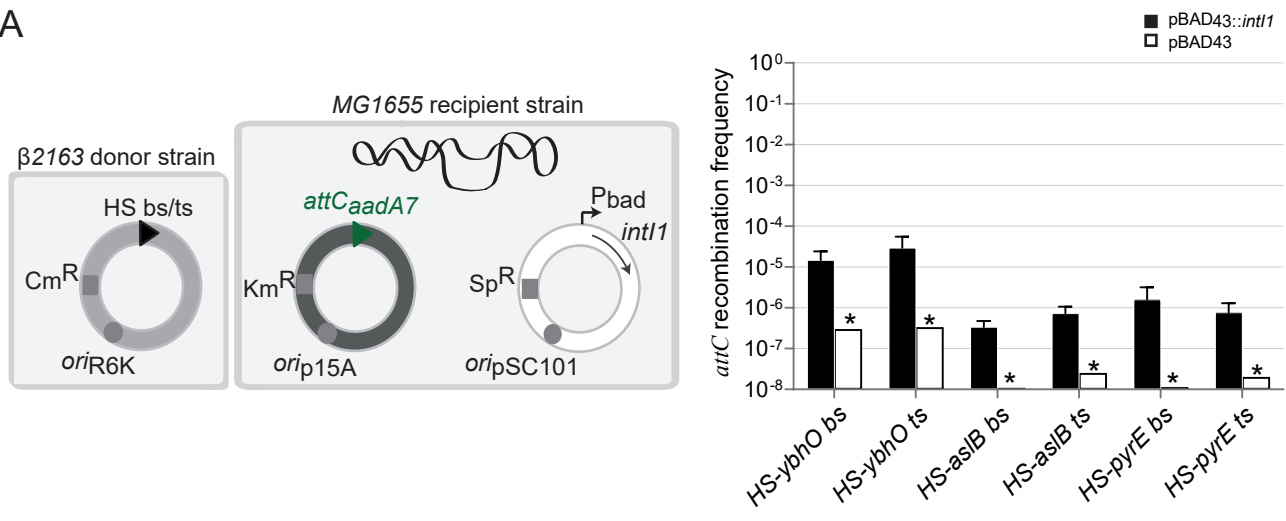 A
MG1655 recipient strain
β2163 donor strain
HS bs/ts
CmR
oriR6K
attCaadA7
KmR
orip15A
Pbad
intI1
SpR
oripSC101
pBAD43::intI1
pBAD43
attC recombination frequency
10^0
10^-1
10^-2
10^-3
10^-4
10^-5
10^-6
10^-7
10^-8
*
*
*
*
*
*
HS-ybhO bs
HS-ybhO ts
HS-aslB bs
HS-aslB ts
HS-pyrE bs
HS-pyrE ts